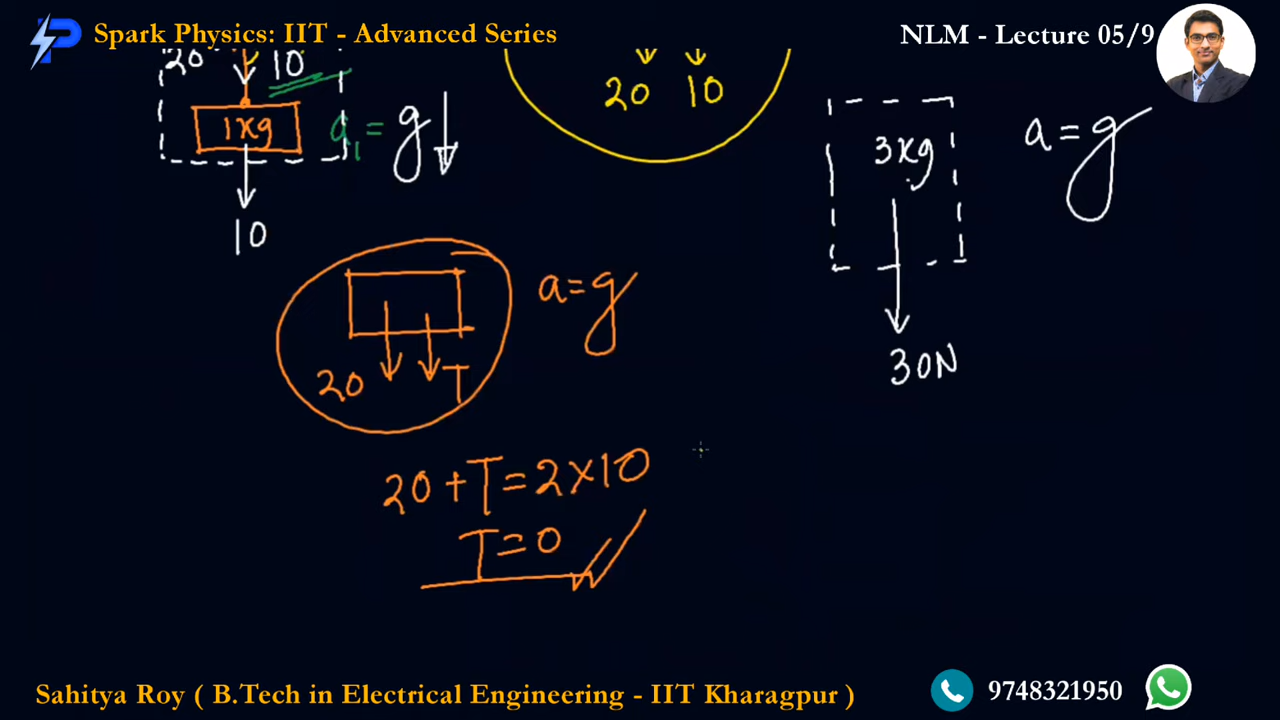 Spark Physics: IIT - Advanced Series
NLM - Lecture 05/9
20 10
1kg
a1 = g
10
20 10
3kg
a = g
30N
a = g
20 T
20 + T = 2 × 10
T = 0
Sahitya Roy ( B.Tech in Electrical Engineering - IIT Kharagpur )
9748321950